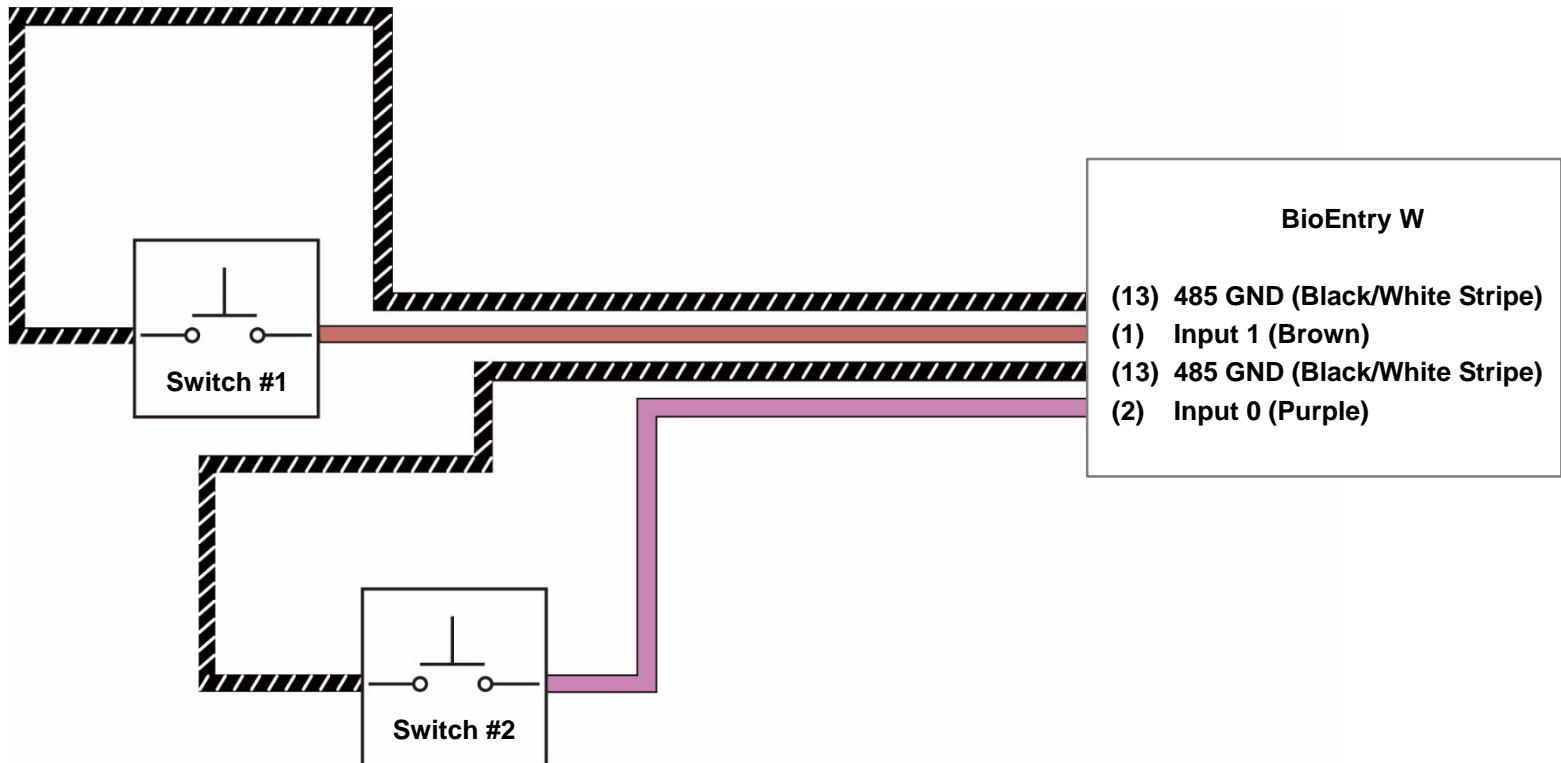 BioEntry W
(13) 485 GND (Black/White Stripe)
(1) Input 1 (Brown)
(13) 485 GND (Black/White Stripe)
(2) Input 0 (Purple)
Switch #1
Switch #2